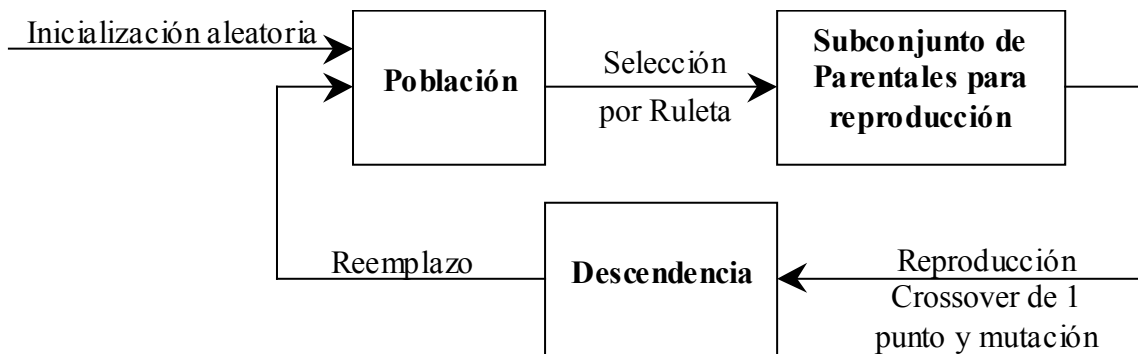 Inicialización aleatoria
Población
Selección
por Ruleta
Subconjunto de
Parentales para
reproducción
Reemplazo
Descendencia
Reproducción
Crossover de 1
punto y mutación